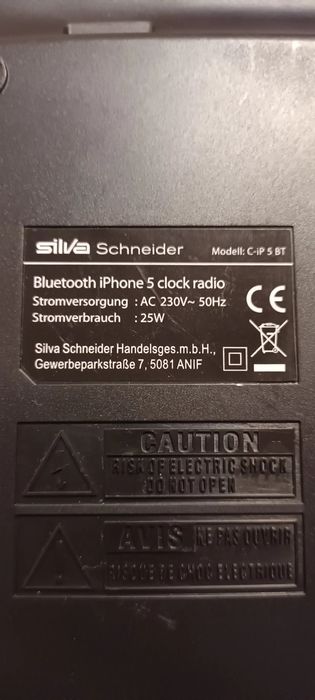 silva Schneider Modell: C-iP 5 BT
Bluetooth iPhone 5 clock radio
Stromversorgung : AC 230V~ 50Hz
Stromverbrauch : 25W
CE
Silva Schneider Handelsges.m.b.H.,
Gewerbeparkstraße 7, 5081 ANIF
CAUTION
RISK OF ELECTRIC SHOCK
DO NOT OPEN
AVIS NE PAS OUVRIR
RISQUE DE CHOC ELECTRIQUE